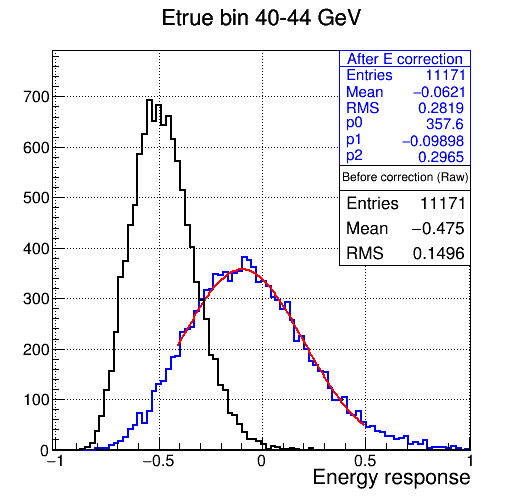 Etrue bin 40-44 GeV
After E correction
Entries 11171
Mean −0.0621
RMS 0.2819
p0 357.6
p1 −0.09898
p2 0.2965
Before correction (Raw)
Entries 11171
Mean −0.475
RMS 0.1496
700
600
500
400
300
200
100
0
−1 −0.5 0 0.5 1
Energy response